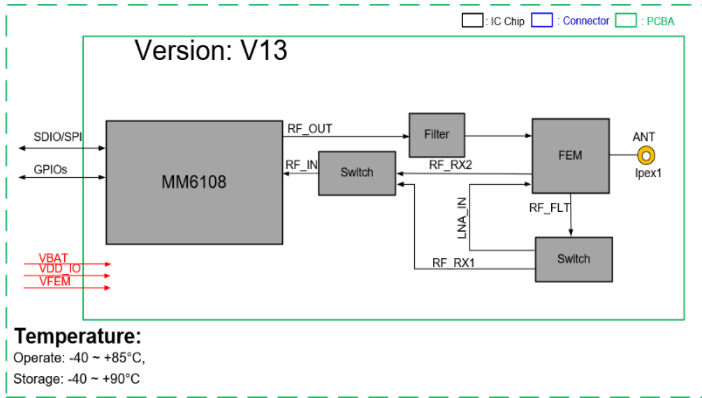 : IC Chip : Connector : PCBA
Version: V13
SDIO/SPI
GPIOs
MM6108
RF_OUT
Filter
RF_IN
Switch
RF_RX2
FEM
ANT
Ipex1
LNA_IN
RF_FLT
RF_RX1
Switch
VBAT
VDD_IO
VFEM
Temperature:
Operate: -40 ~ +85°C,
Storage: -40 ~ +90°C